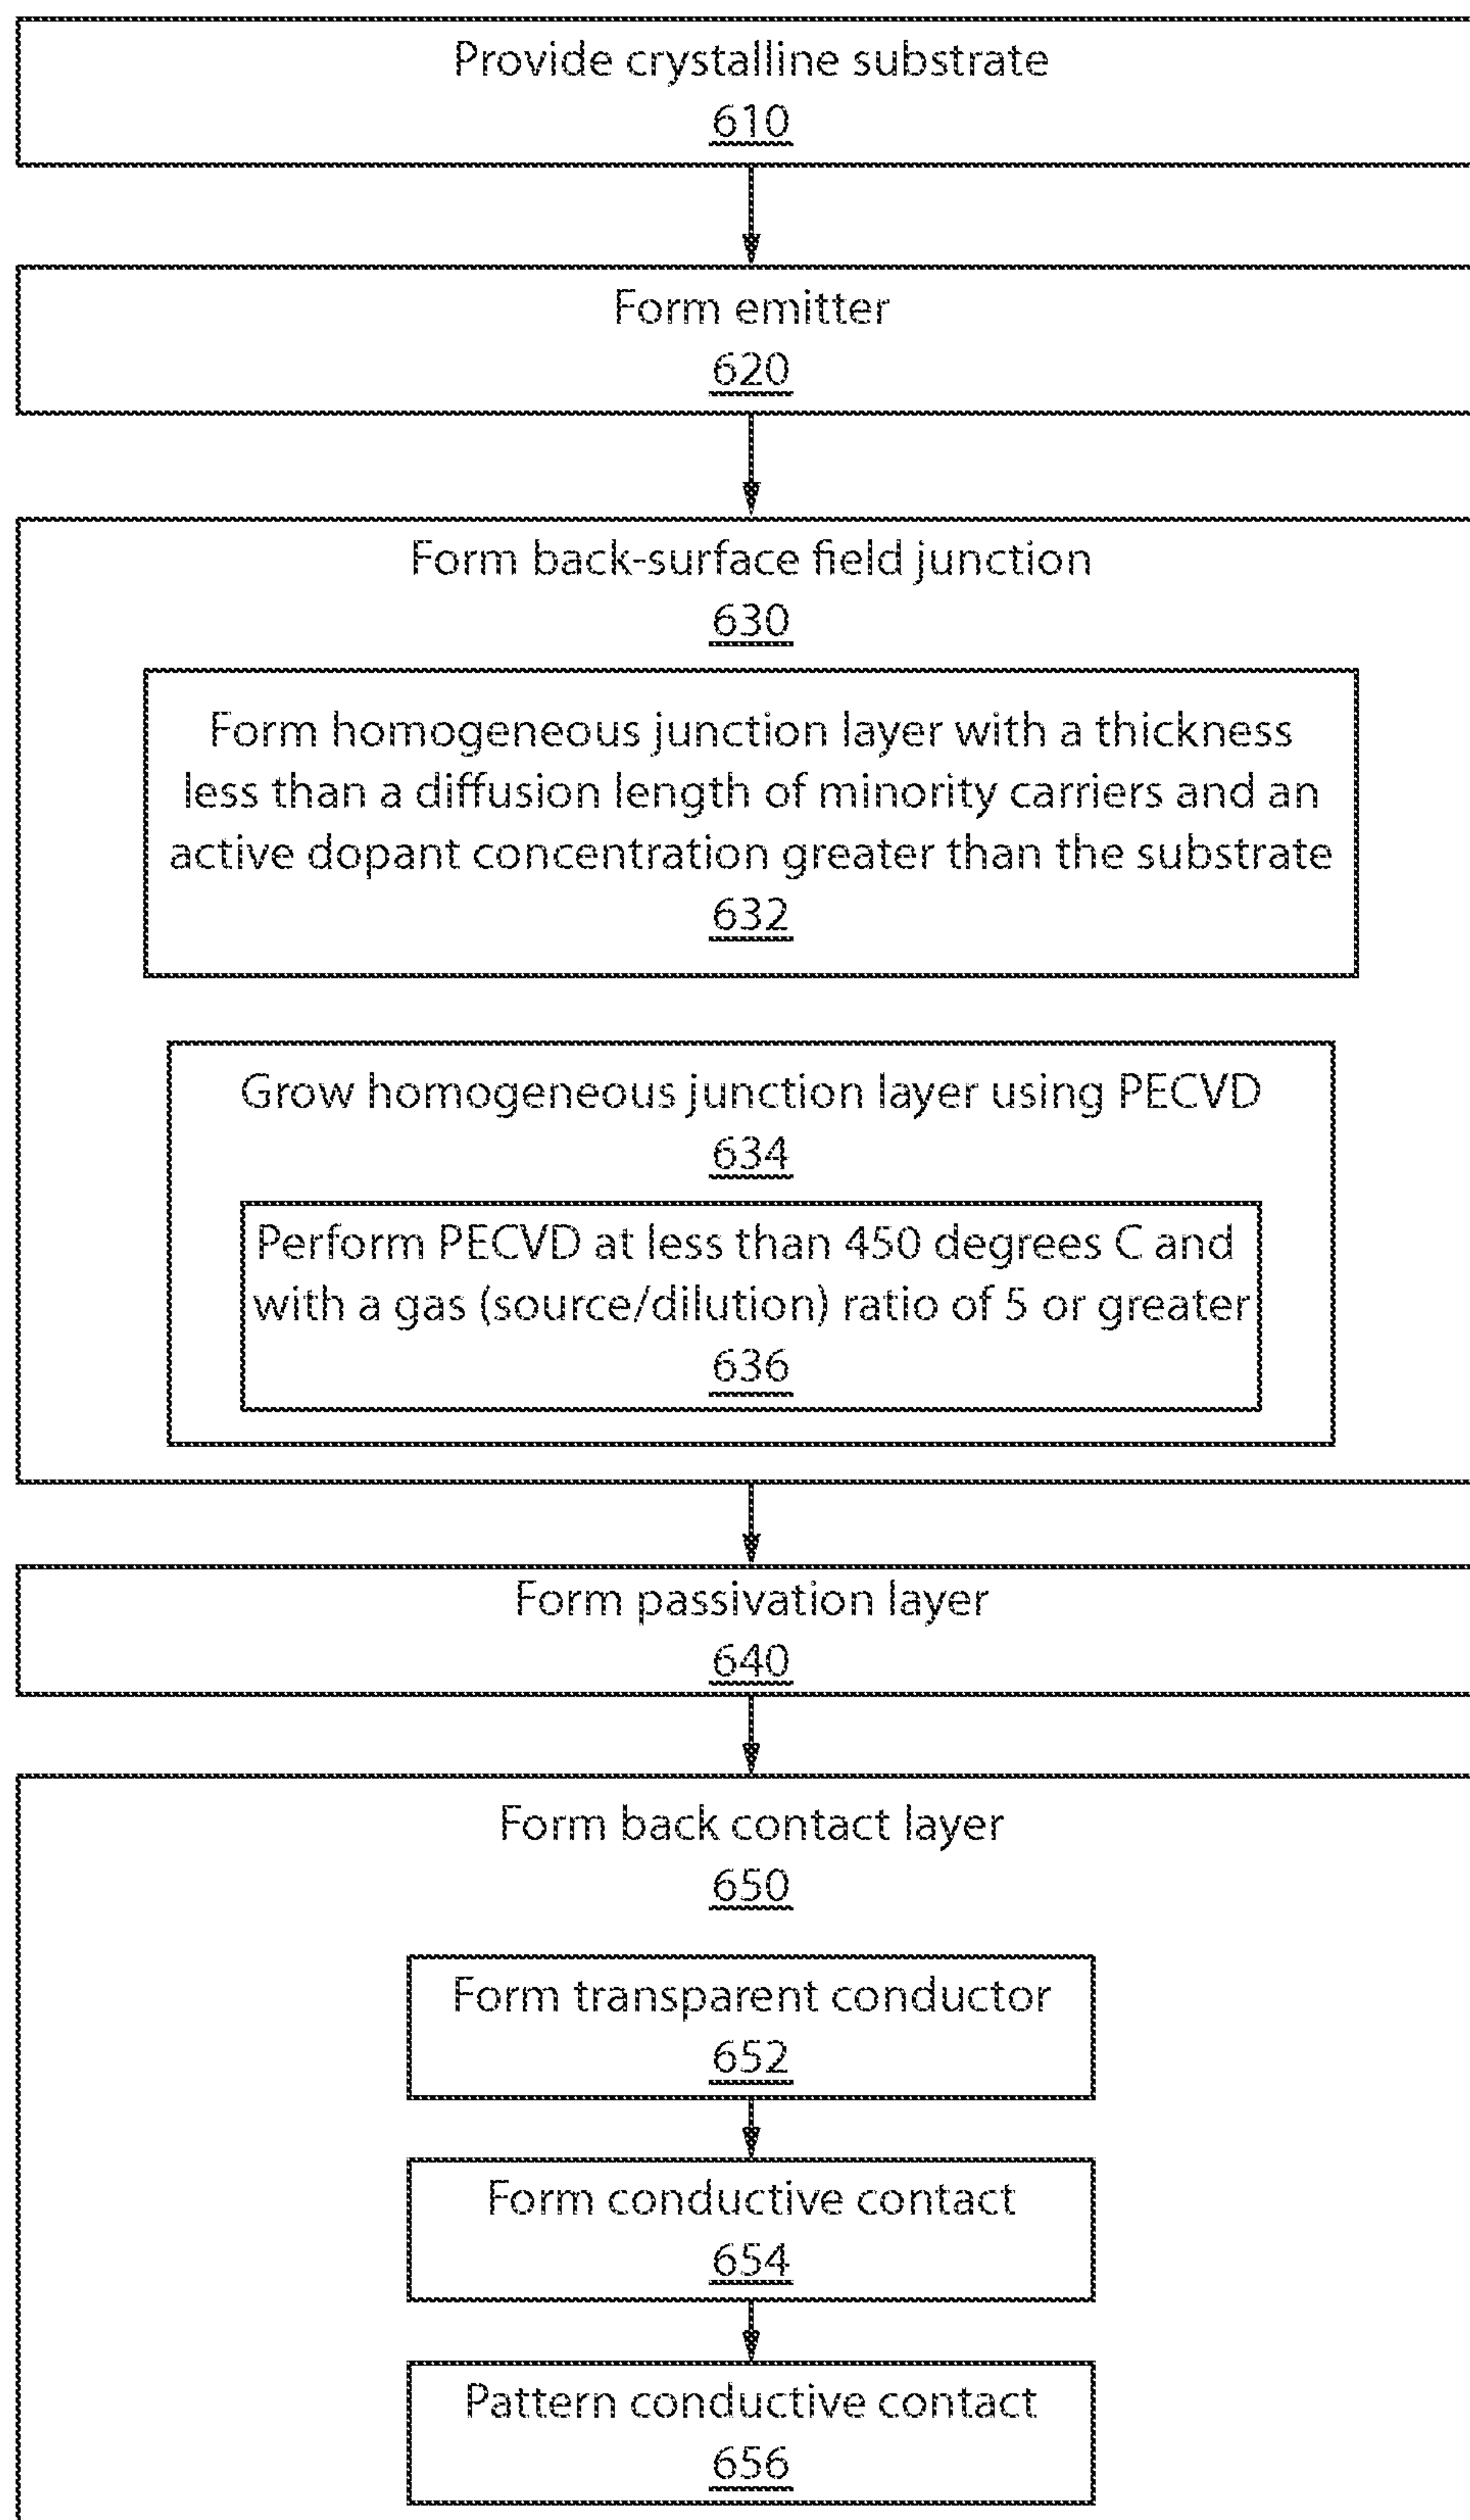 Provide crystalline substrate
610
Form emitter
620
Form back-surface field junction
630
Form homogeneous junction layer with a thickness
less than a diffusion length of minority carriers and an
active dopant concentration greater than the substrate
632
Grow homogeneous junction layer using PECVD
634
Perform PECVD at less than 450 degrees C and
with a gas (source/dilution) ratio of 5 or greater
636
Form passivation layer
640
Form back contact layer
650
Form transparent conductor
652
Form conductive contact
654
Pattern conductive contact
656